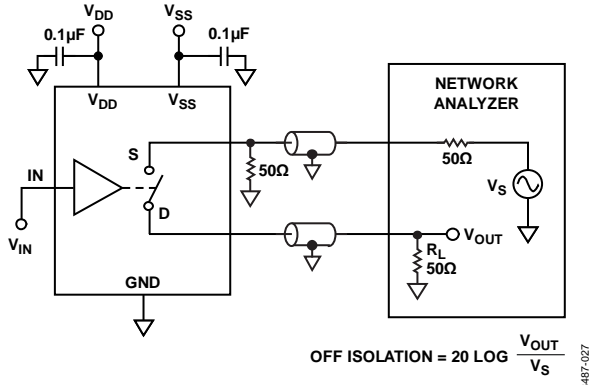 VDD
VSS
0.1µF
0.1µF
VDD
VSS
NETWORK
ANALYZER
S
50Ω
50Ω
IN
VS
D
VIN
VOUT
RL
50Ω
GND
OFF ISOLATION = 20 LOG VOUT
VS
487-027